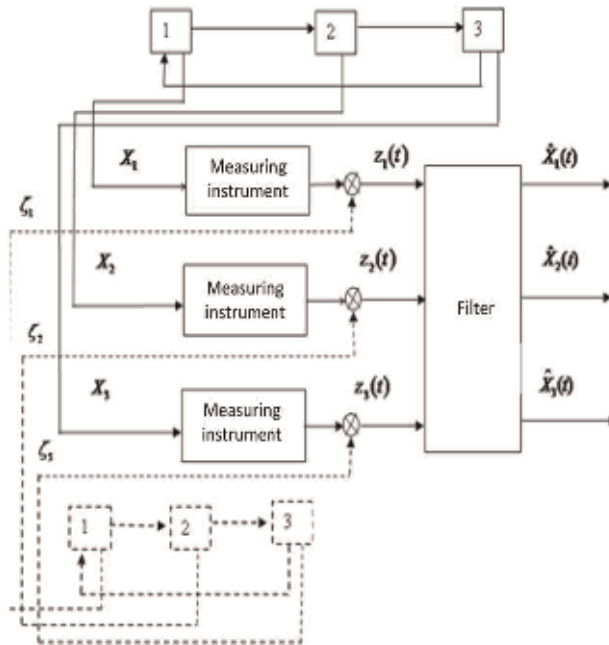 1
2
3
X₁
Measuring
instrument
z₁(t)
X̂₁(t)
ζ₁
X₂
Measuring
instrument
z₂(t)
Filter
X̂₂(t)
ζ₂
X₃
Measuring
instrument
z₃(t)
X̂₃(t)
ζ₃
1
2
3